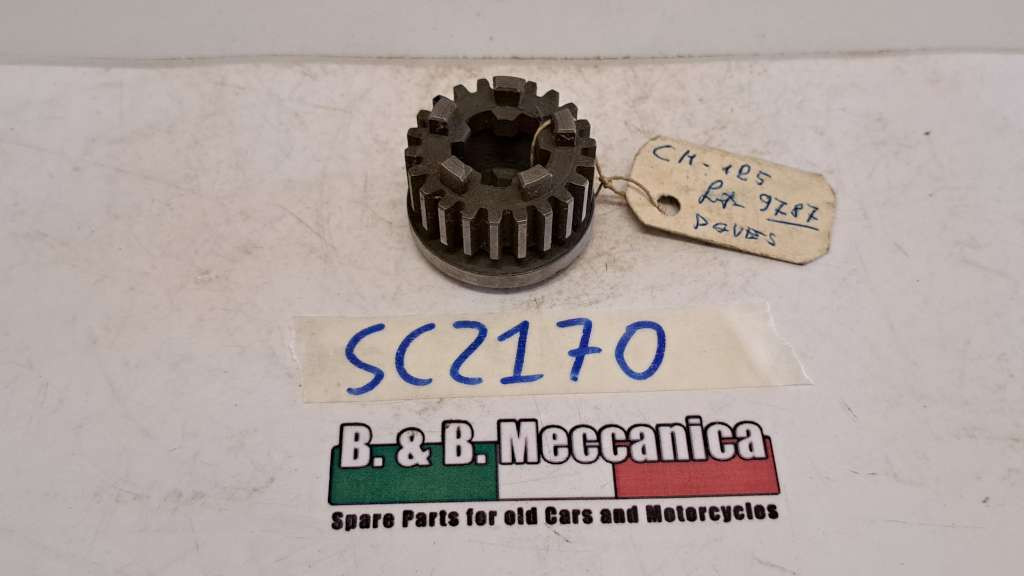 CM-125
9787
SC2170
B. & B. Meccanica
Spare Parts for old Cars and Motorcycles